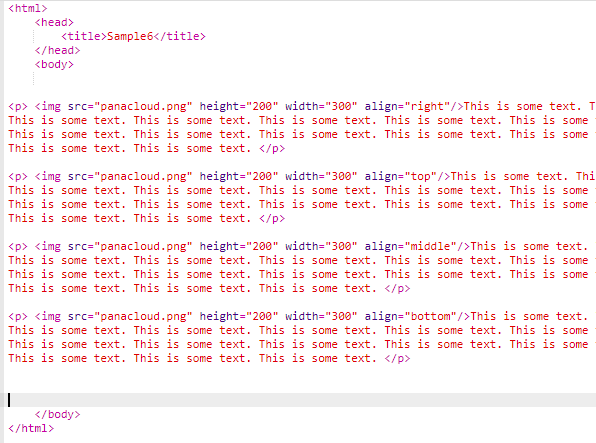 <html>
<head>
<title>Sample6</title>
</head>
<body>
<p> <img src="panacloud.png" height="200" width="300" align="right"/>This is some text. T
This is some text. This is some text. This is some text. This is some text. This is some
This is some text. This is some text. This is some text. This is some text. This is some
This is some text. This is some text. </p>
<p> <img src="panacloud.png" height="200" width="300" align="top"/>This is some text. Thi
This is some text. This is some text. This is some text. This is some text. This is some
This is some text. This is some text. This is some text. This is some text. This is some
This is some text. This is some text. </p>
<p> <img src="panacloud.png" height="200" width="300" align="middle"/>This is some text.
This is some text. This is some text. This is some text. This is some text. This is some
This is some text. This is some text. This is some text. This is some text. This is some
This is some text. This is some text. This is some text. </p>
<p> <img src="panacloud.png" height="200" width="300" align="bottom"/>This is some text.
This is some text. This is some text. This is some text. This is some text. This is some
This is some text. This is some text. This is some text. This is some text. This is some
This is some text. This is some text. This is some text. </p>
</body>
</html>